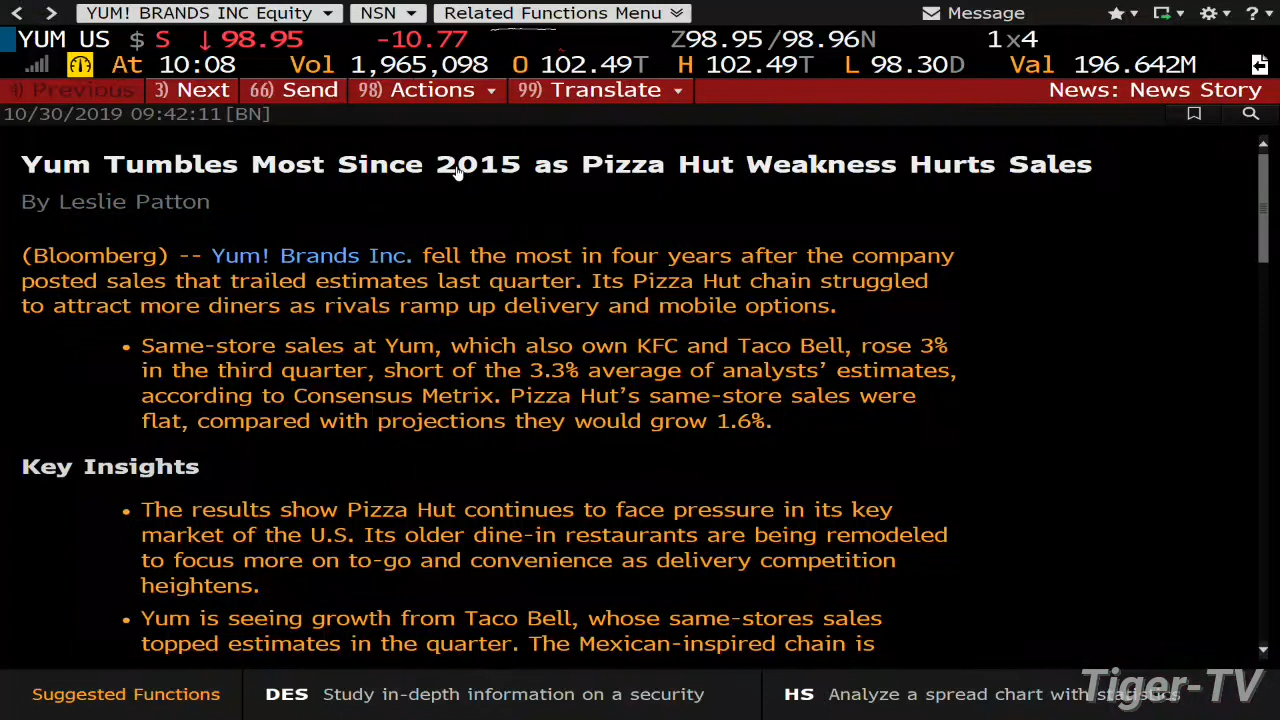 YUM! BRANDS INC Equity NSN Related Functions Menu Message ?
YUM US $ S ↓ 98.95 -10.77 Z98.95 /98.96N 1x4
At 10:08 Vol 1,965,098 O 102.49T H 102.49T L 98.30D Val 196.642M
Previous 3) Next 66) Send 98) Actions 99) Translate News: News Story
10/30/2019 09:42:11 [BN]
Yum Tumbles Most Since 2015 as Pizza Hut Weakness Hurts Sales
By Leslie Patton
(Bloomberg) -- Yum! Brands Inc. fell the most in four years after the company
posted sales that trailed estimates last quarter. Its Pizza Hut chain struggled
to attract more diners as rivals ramp up delivery and mobile options.
• Same-store sales at Yum, which also own KFC and Taco Bell, rose 3%
in the third quarter, short of the 3.3% average of analysts’ estimates,
according to Consensus Metrix. Pizza Hut’s same-store sales were
flat, compared with projections they would grow 1.6%.
Key Insights
• The results show Pizza Hut continues to face pressure in its key
market of the U.S. Its older dine-in restaurants are being remodeled
to focus more on to-go and convenience as delivery competition
heightens.
• Yum is seeing growth from Taco Bell, whose same-stores sales
topped estimates in the quarter. The Mexican-inspired chain is
Suggested Functions DES Study in-depth information on a security HS Analyze a spread chart with statistics
Tiger-TV